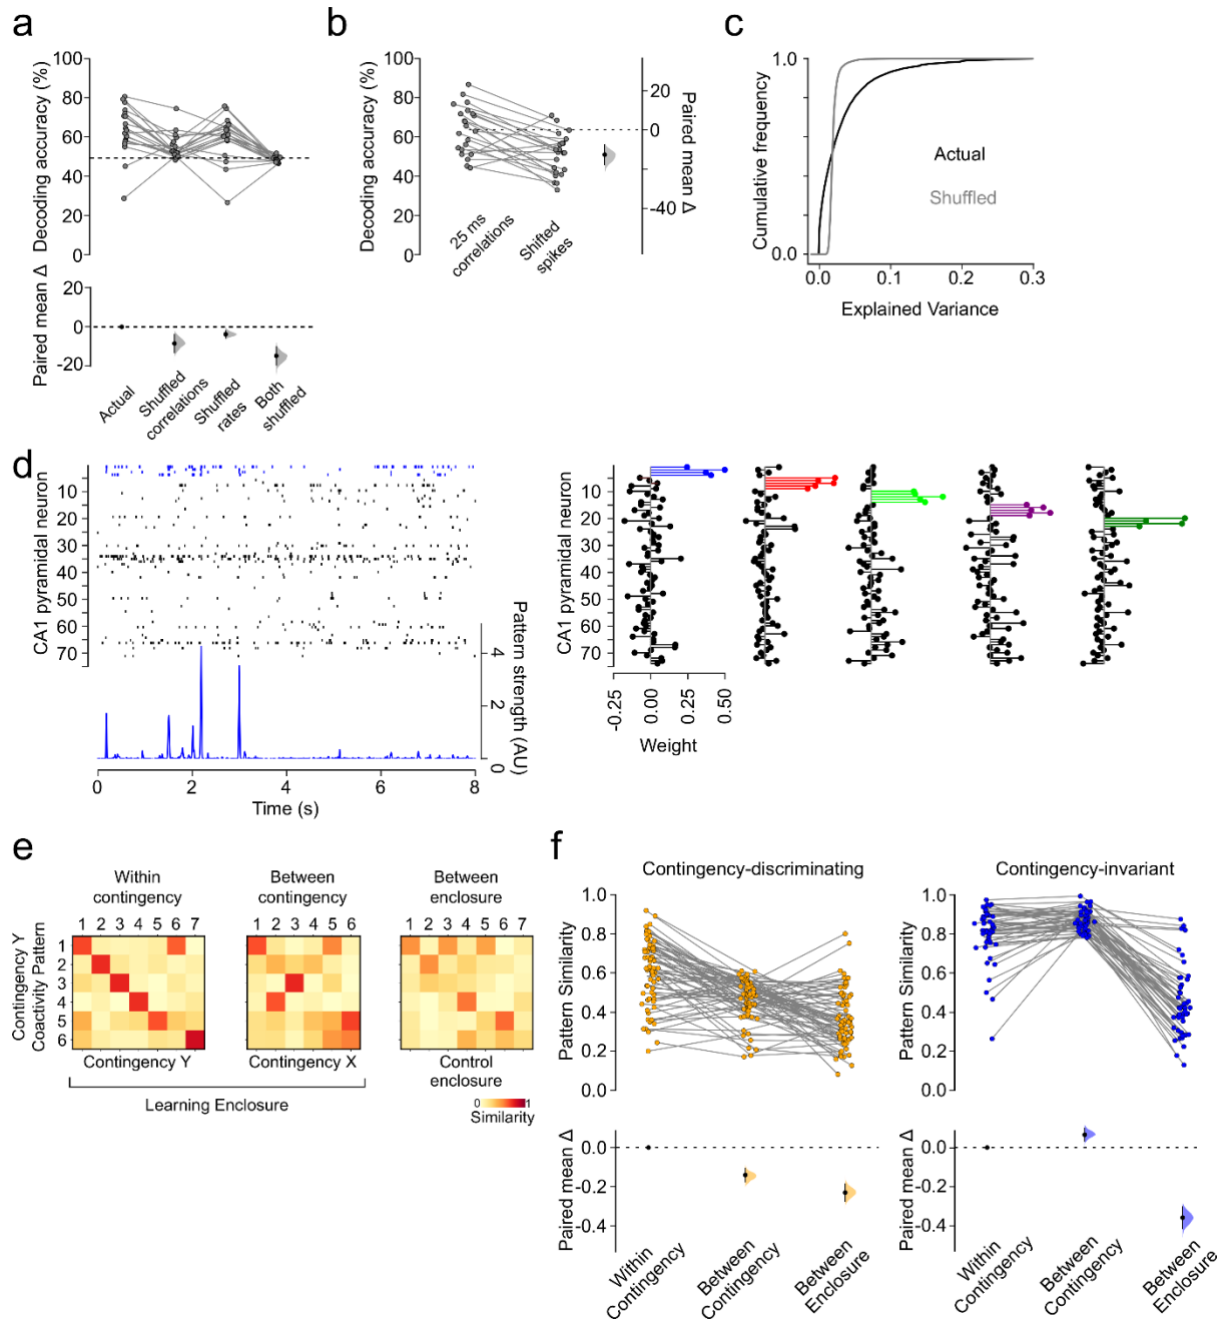 a
Decoding accuracy (%)
100
80
60
40
20
0
Paired mean Δ
20
0
-20
Actual
Shuffled
correlations
Shuffled
rates
Both
shuffled
b
Decoding accuracy (%)
100
80
60
40
20
0
25 ms
correlations
Shifted
spikes
20
0
-40
Paired mean Δ
c
Cumulative frequency
1.0
0.0
Actual
Shuffled
0.0 0.1 0.2 0.3
Explained Variance
d
CA1 pyramidal neuron
10
20
30
40
50
60
70
Pattern strength (AU)
4
2
0
0 2 4 6 8
Time (s)
CA1 pyramidal neuron
10
20
30
40
50
60
70
-0.25 0.00 0.25 0.50
Weight
e
Within
contingency
1 2 3 4 5 6 7
Contingency Y
Coactivity Pattern
1
2
3
4
5
6
Contingency Y
Between
contingency
1 2 3 4 5 6
Contingency X
Learning Enclosure
Between
enclosure
1 2 3 4 5 6 7
Control
enclosure
0 1
Similarity
f
Contingency-discriminating
Pattern Similarity
1.0
0.8
0.6
0.4
0.2
0.0
Paired mean Δ
0.0
-0.2
-0.4
Within
Contingency
Between
Contingency
Between
Enclosure
Contingency-invariant
Pattern Similarity
1.0
0.8
0.6
0.4
0.2
0.0
Paired mean Δ
0.0
-0.2
-0.4
Within
Contingency
Between
Contingency
Between
Enclosure